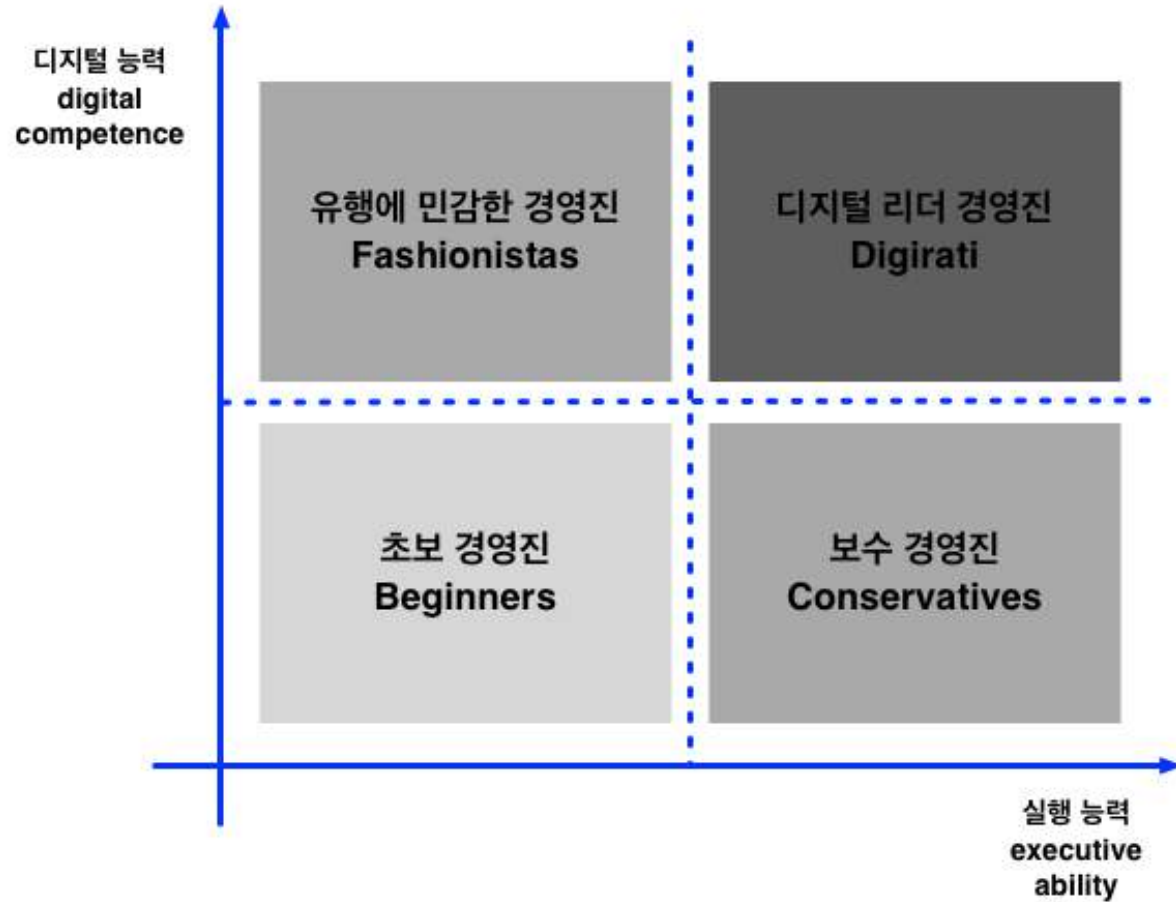 디지털 능력
digital
competence
유행에 민감한 경영진
Fashionistas
디지털 리더 경영진
Digirati
초보 경영진
Beginners
보수 경영진
Conservatives
실행 능력
executive
ability